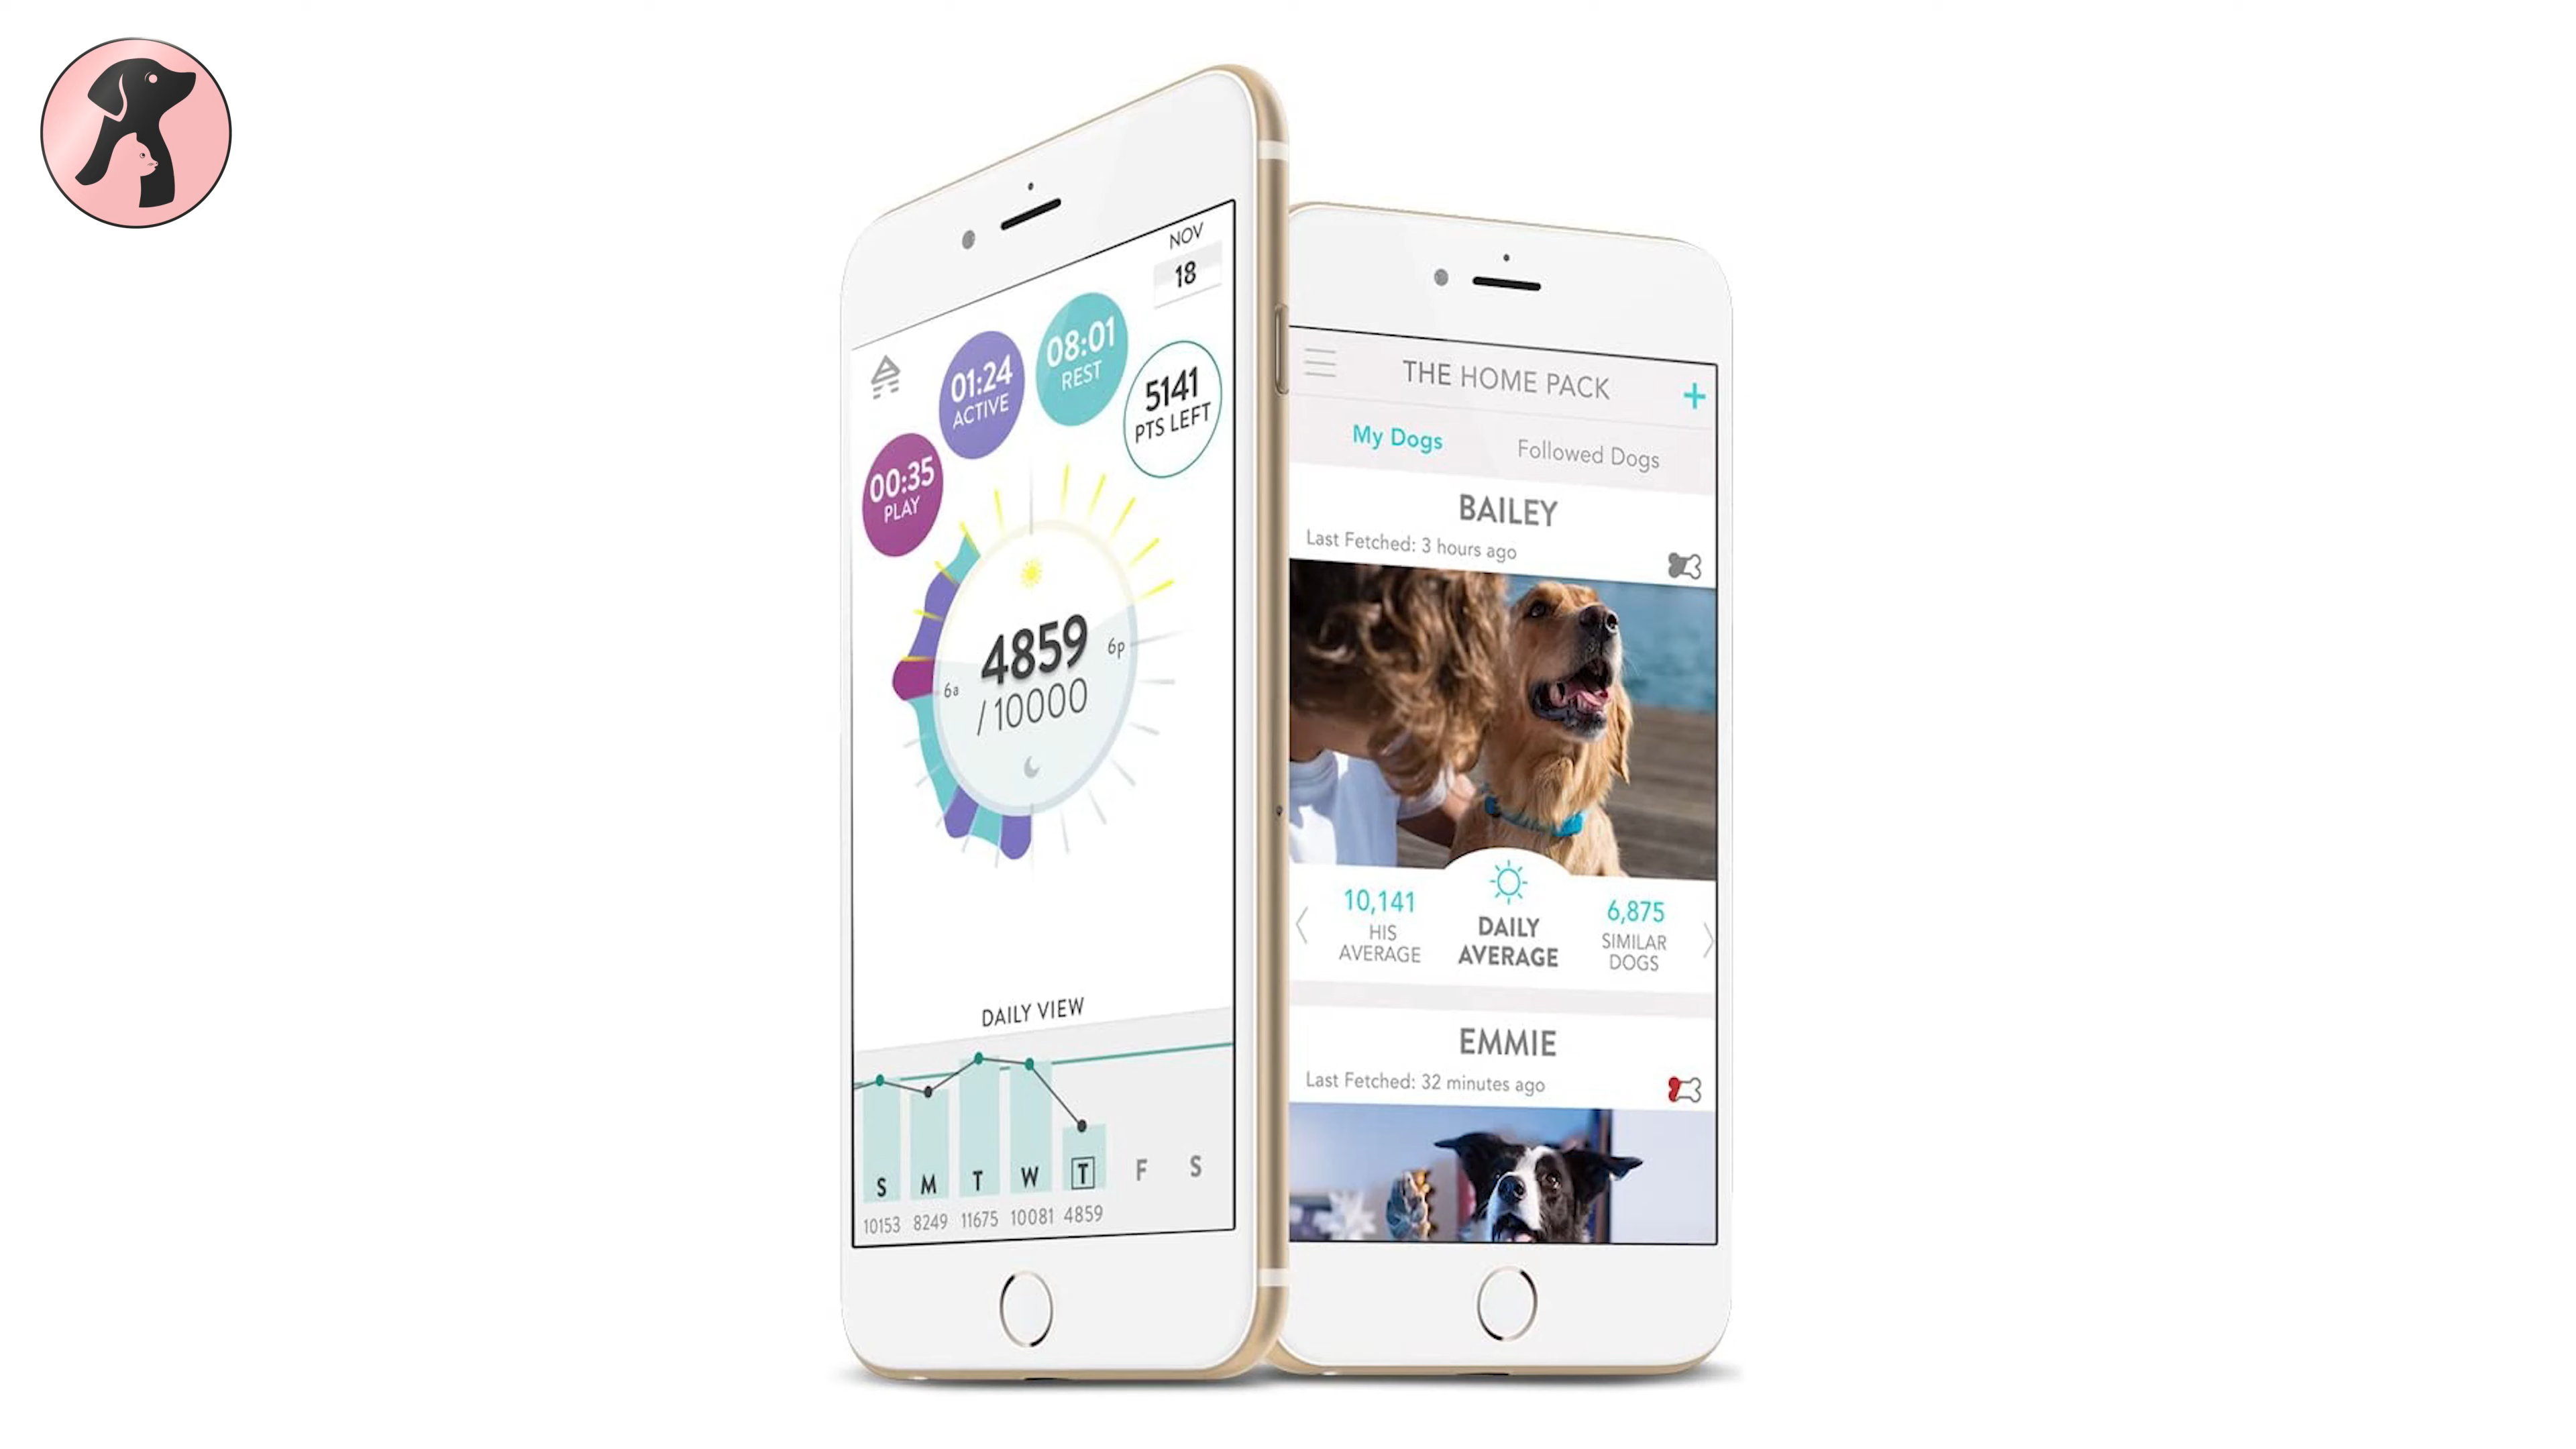 NOV
18
08:01
REST
01:24
ACTIVE
5141
PTS LEFT
00:35
PLAY
4859
/10000
6a
6p
DAILY VIEW
S M T W T F S
10153 8249 11675 10081 4859
THE HOME PACK
+
My Dogs Followed Dogs
BAILEY
Last Fetched: 3 hours ago
10,141
HIS
AVERAGE
DAILY
AVERAGE
6,875
SIMILAR
DOGS
EMMIE
Last Fetched: 32 minutes ago